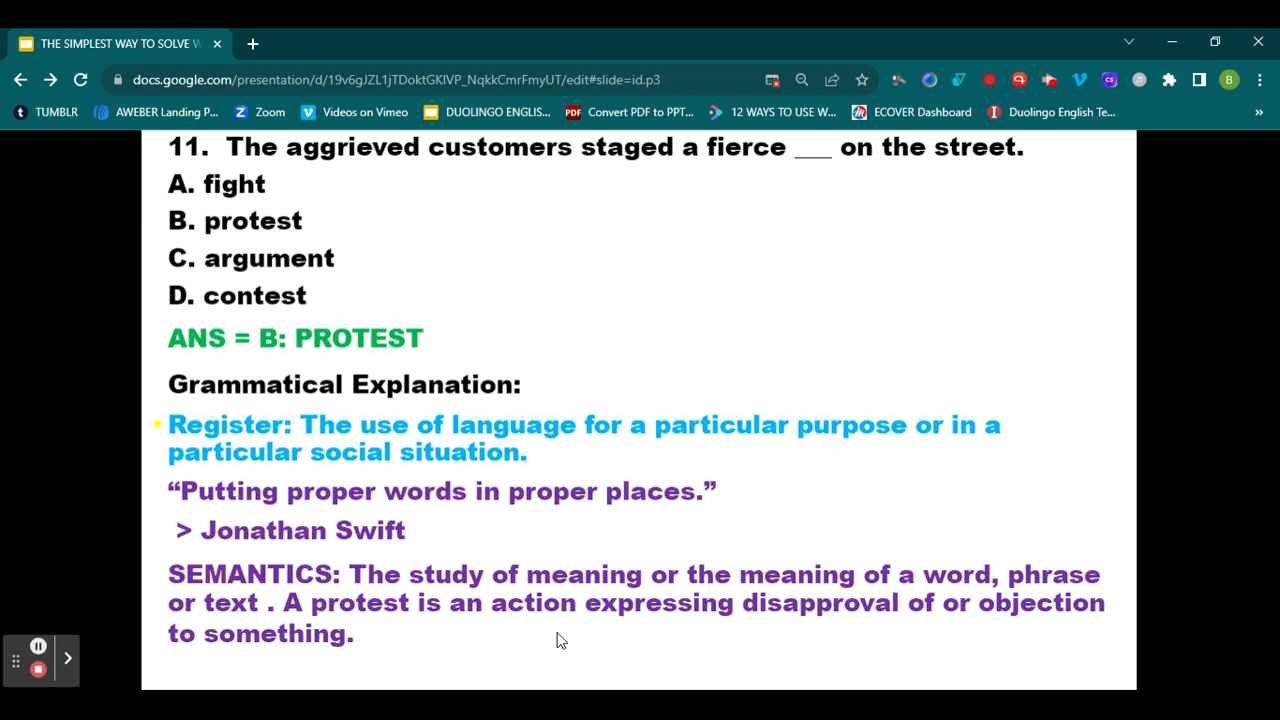 THE SIMPLEST WAY TO SOLVE W
docs.google.com/presentation/d/19v6gJZL1jTDoktGKlVP_NqkkCmrFmyUT/edit#slide=id.p3
B
TUMBLR AWEBER Landing P... Zoom Videos on Vimeo DUOLINGO ENGLIS... PDF Convert PDF to PPT... 12 WAYS TO USE W... ECOVER Dashboard Duolingo English Te... »
11. The aggrieved customers staged a fierce ___ on the street.
A. fight
B. protest
C. argument
D. contest
ANS = B: PROTEST
Grammatical Explanation:
• Register: The use of language for a particular purpose or in a
particular social situation.
“Putting proper words in proper places.”
> Jonathan Swift
SEMANTICS: The study of meaning or the meaning of a word, phrase
or text . A protest is an action expressing disapproval of or objection
to something.